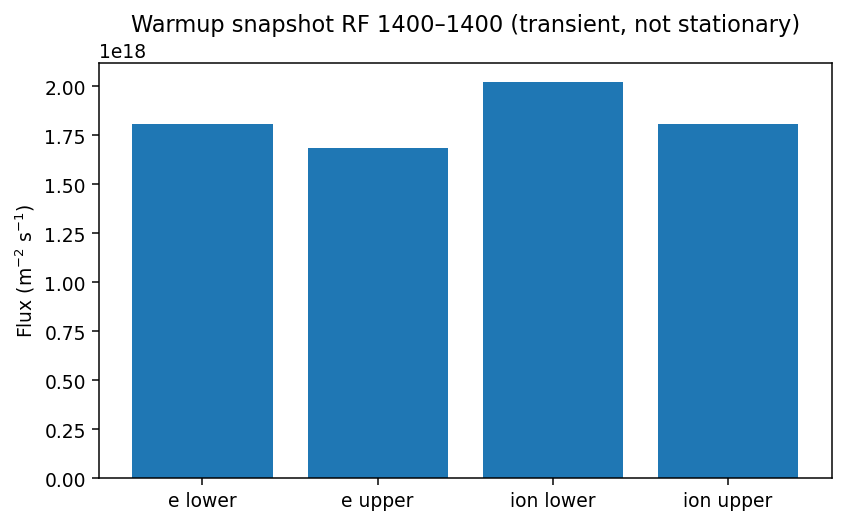 Warmup snapshot RF 1400–1400 (transient, not stationary)
1e18
2.00
1.75
1.50
1.25
1.00
0.75
0.50
0.25
0.00
Flux (m⁻² s⁻¹)
e lower
e upper
ion lower
ion upper